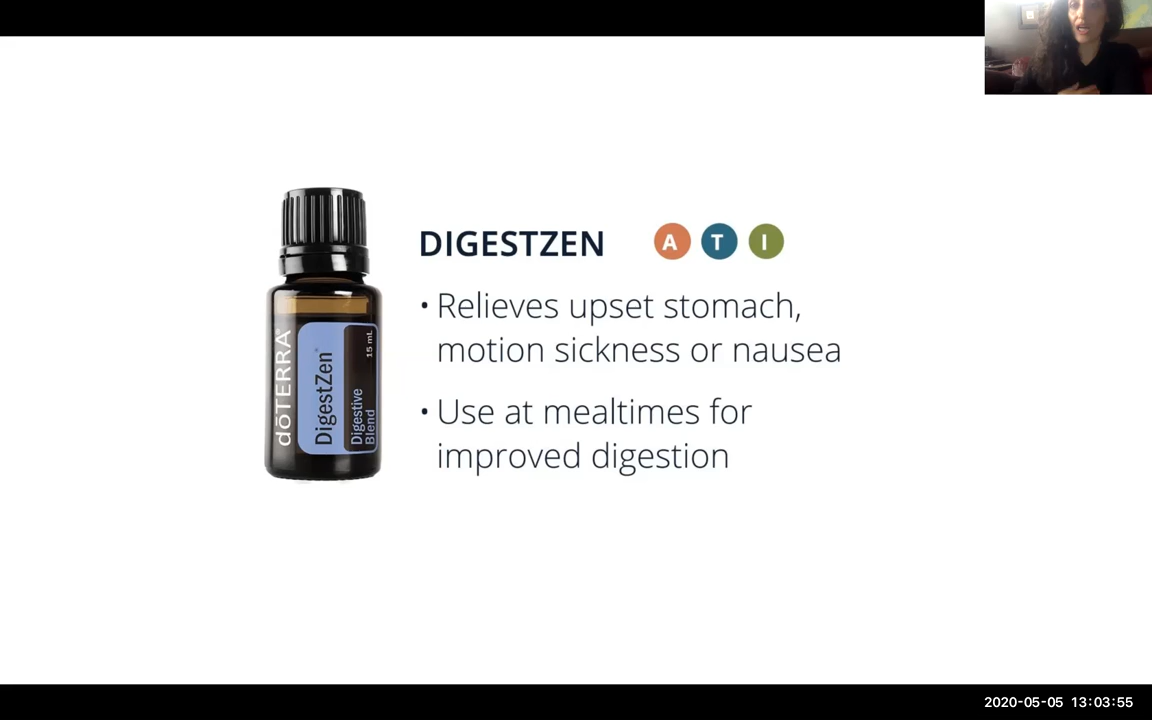 DIGESTZEN A T I
• Relieves upset stomach,
motion sickness or nausea
• Use at mealtimes for
improved digestion
dōTERRA®
DigestZen®
Digestive
Blend
15 mL
2020-05-05 13:03:55